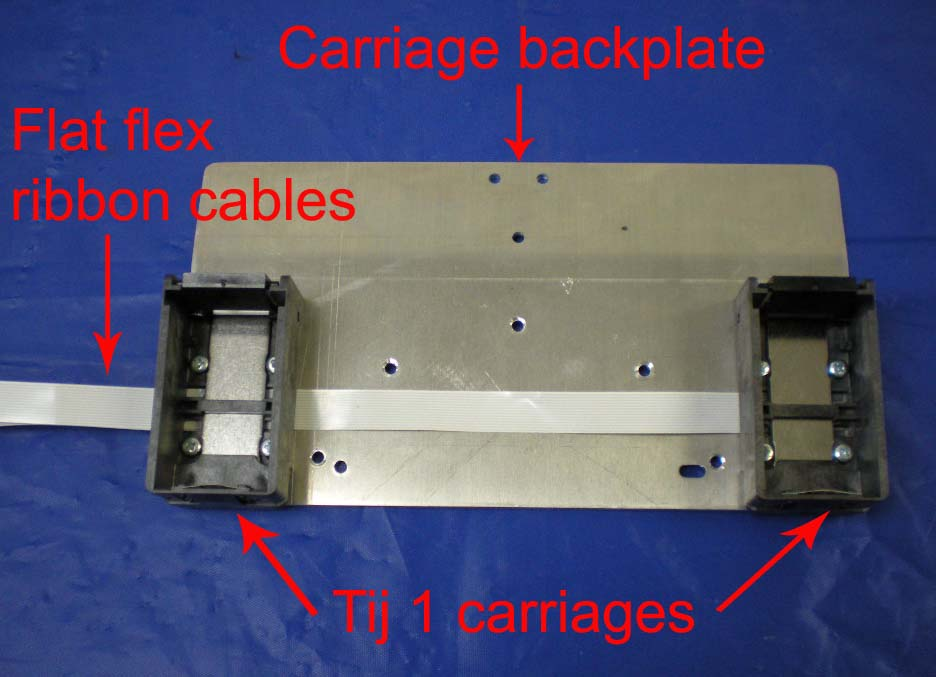 Carriage backplate
Flat flex
ribbon cables
Tij 1 carriages